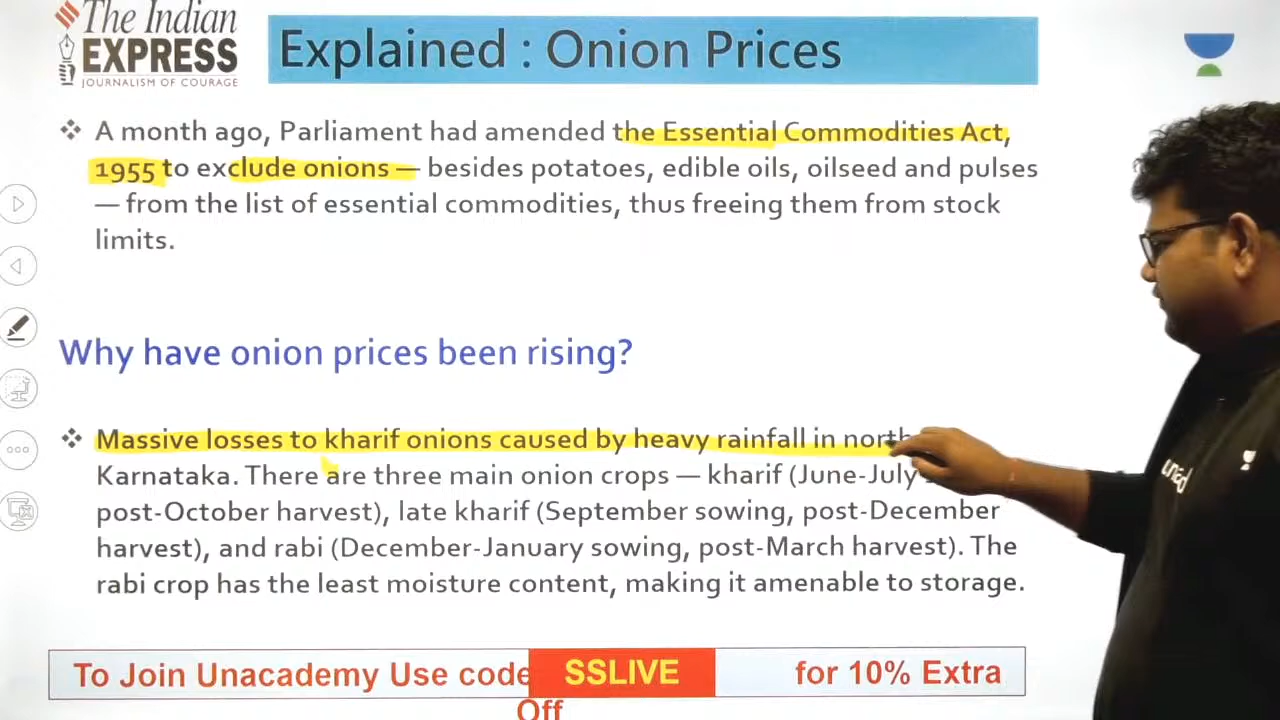 The Indian
EXPRESS
JOURNALISM OF COURAGE
Explained : Onion Prices
A month ago, Parliament had amended the Essential Commodities Act,
1955 to exclude onions — besides potatoes, edible oils, oilseed and pulses
— from the list of essential commodities, thus freeing them from stock
limits.
Why have onion prices been rising?
Massive losses to kharif onions caused by heavy rainfall in north
Karnataka. There are three main onion crops — kharif (June-July
post-October harvest), late kharif (September sowing, post-December
harvest), and rabi (December-January sowing, post-March harvest). The
rabi crop has the least moisture content, making it amenable to storage.
To Join Unacademy Use code SSLIVE for 10% Extra
Off